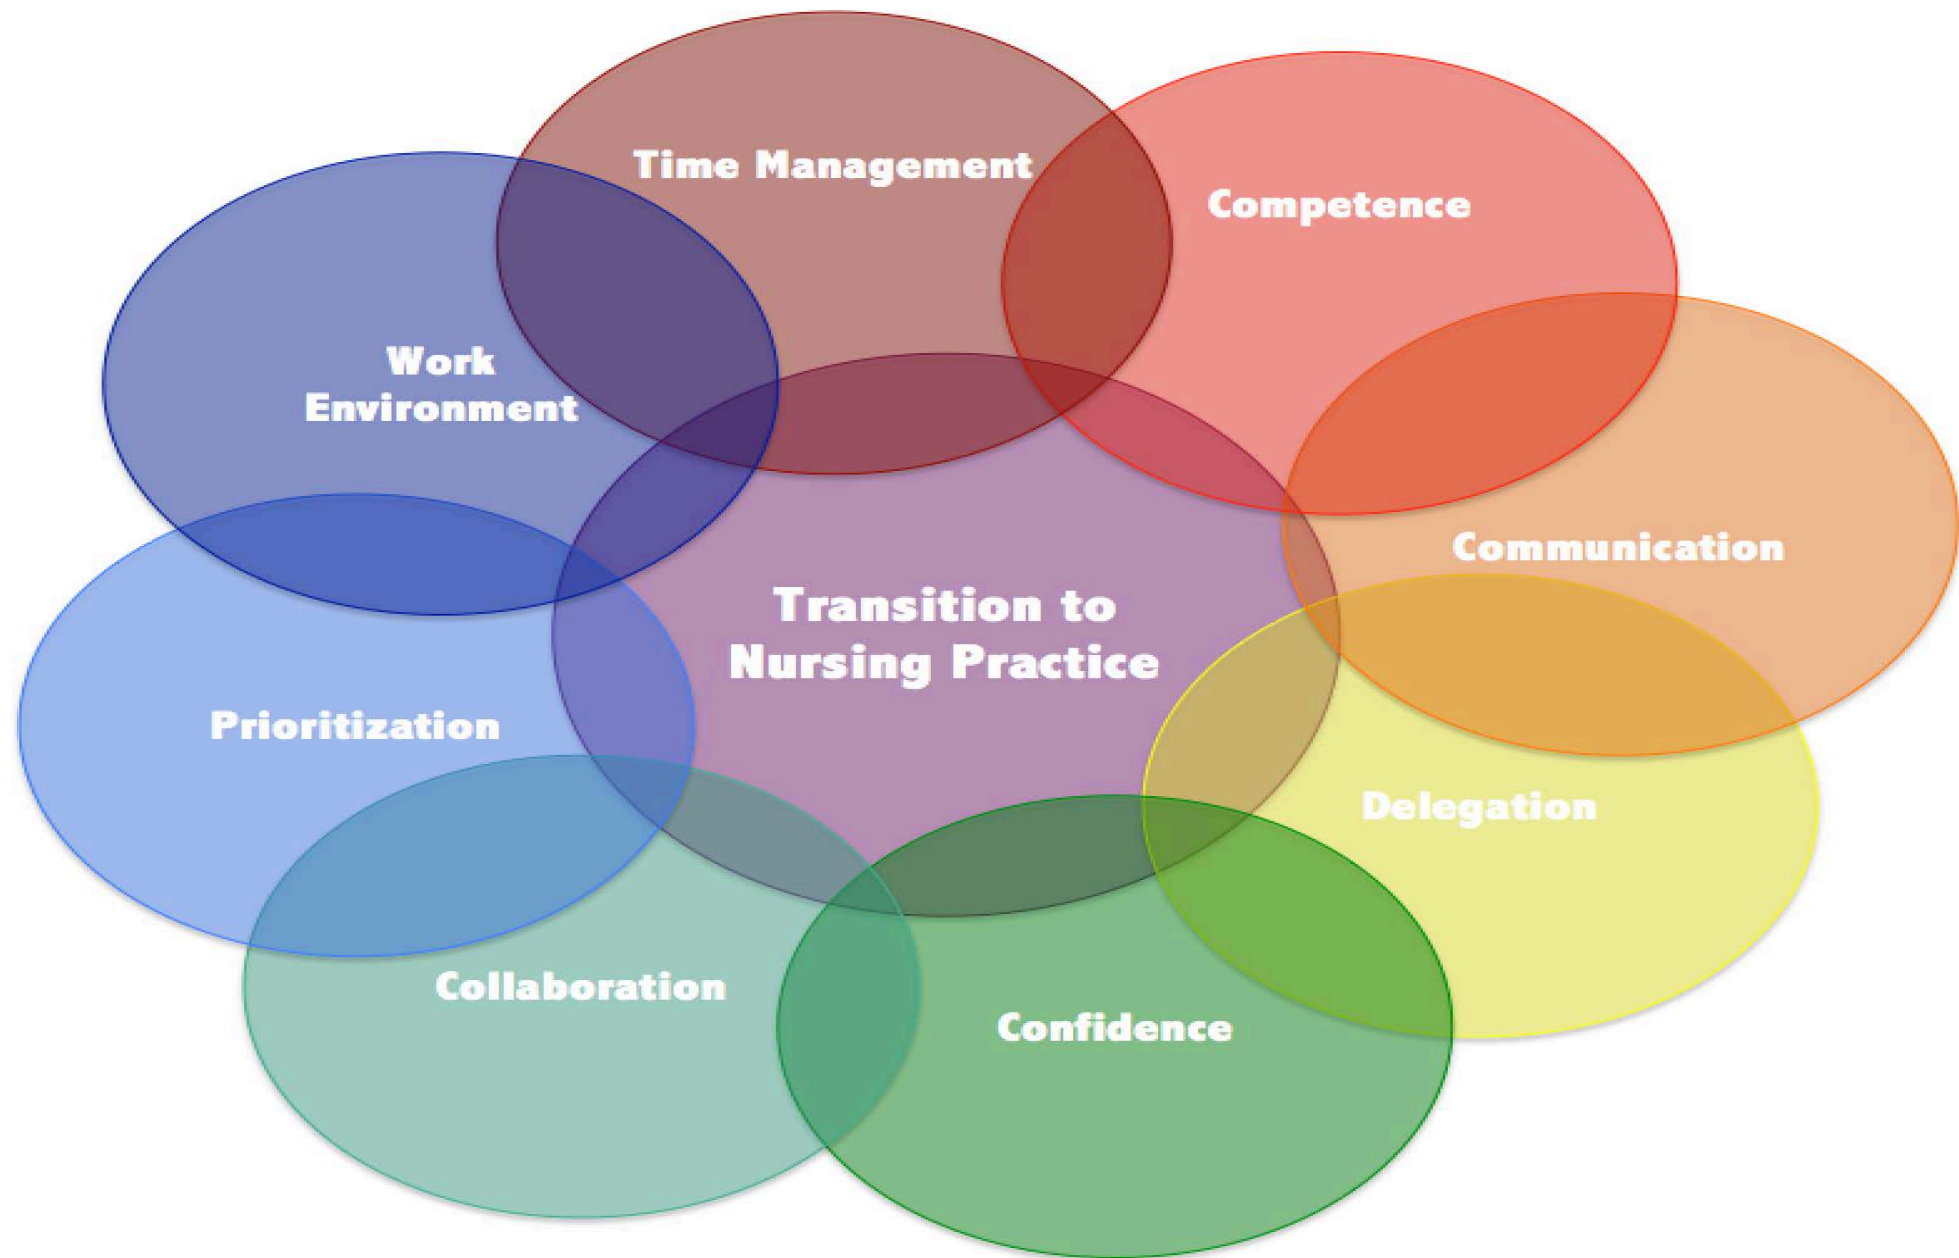 Time Management
Competence
Work
Environment
Communication
Transition to
Nursing Practice
Prioritization
Delegation
Collaboration
Confidence